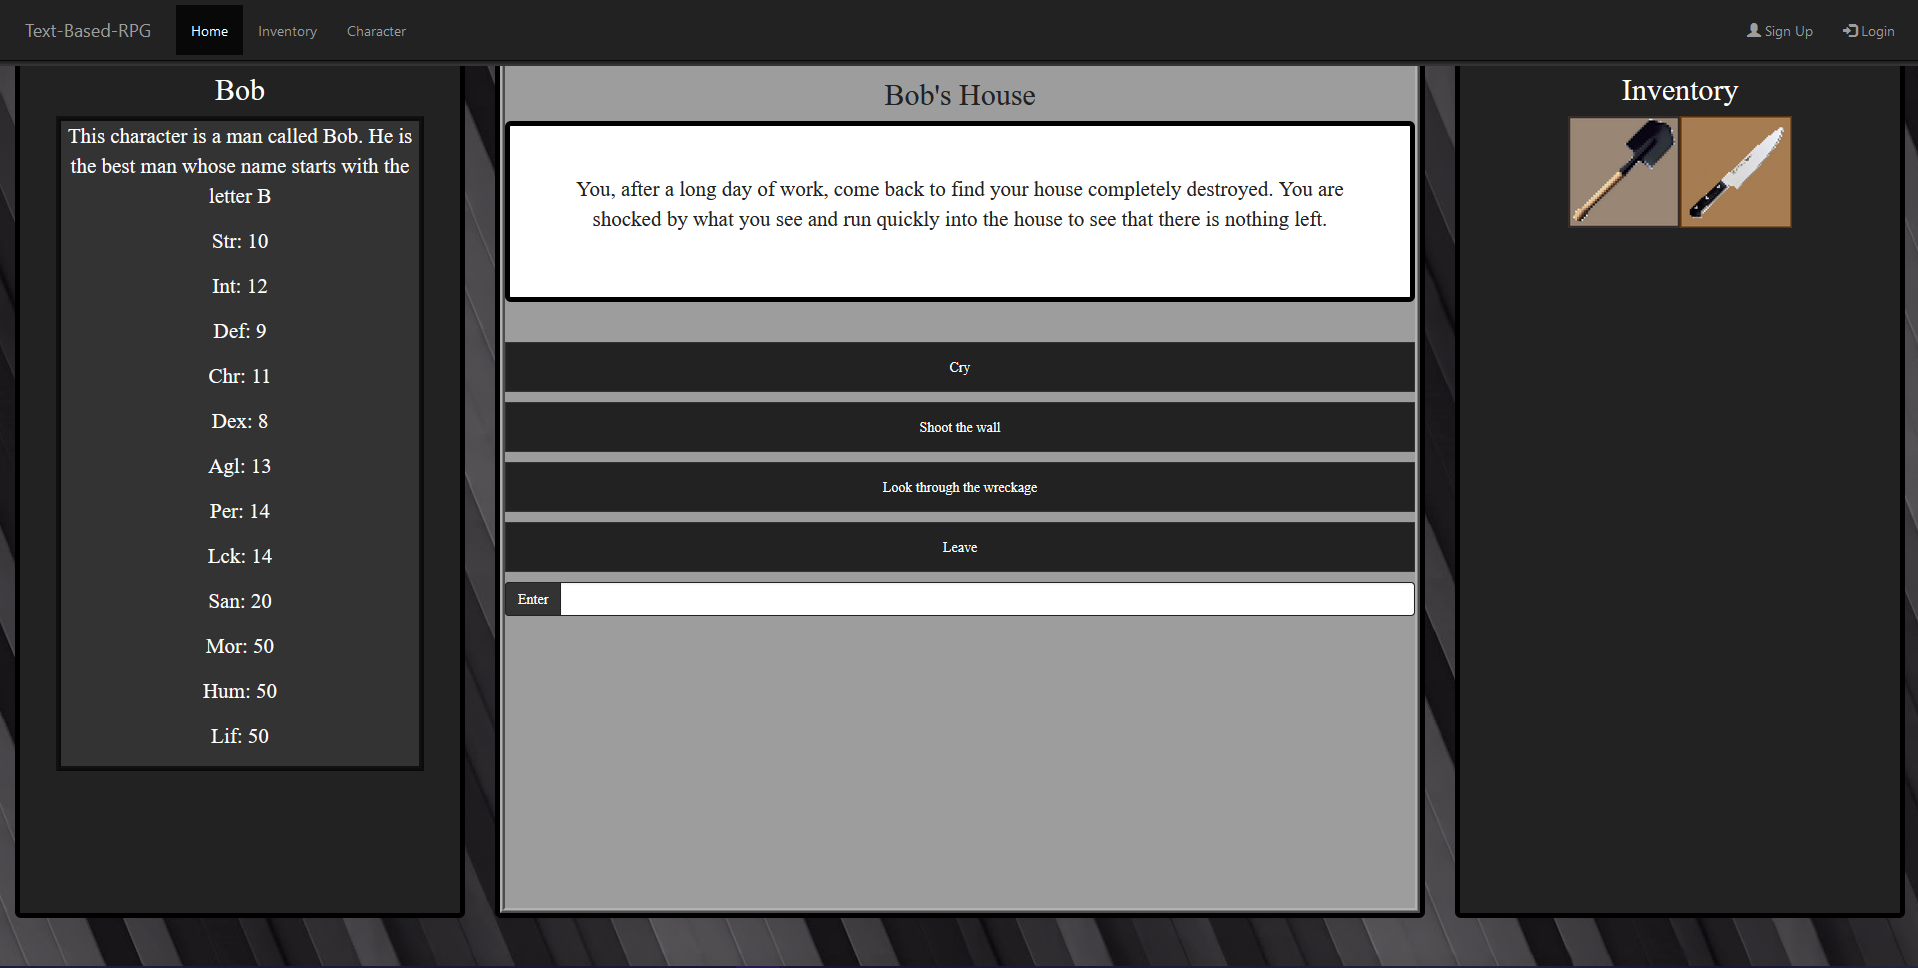 Text-Based-RPG
Home
Inventory
Character
Sign Up
Login
Bob
This character is a man called Bob. He is
the best man whose name starts with the
letter B
Str: 10
Int: 12
Def: 9
Chr: 11
Dex: 8
Agl: 13
Per: 14
Lck: 14
San: 20
Mor: 50
Hum: 50
Lif: 50
Bob's House
You, after a long day of work, come back to find your house completely destroyed. You are
shocked by what you see and run quickly into the house to see that there is nothing left.
Cry
Shoot the wall
Look through the wreckage
Leave
Enter
Inventory